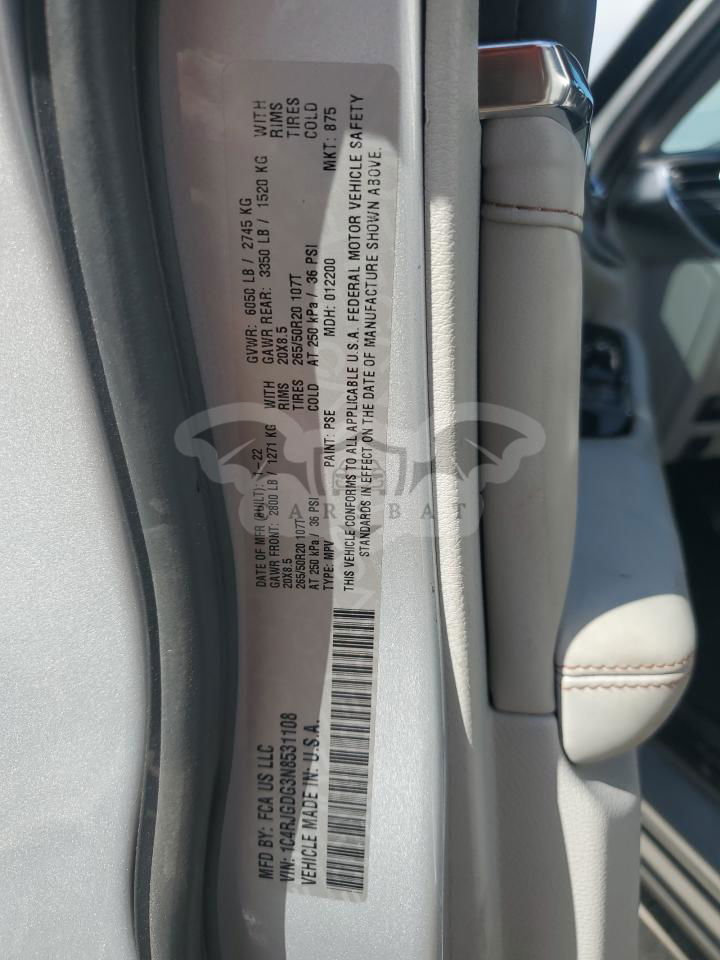 MFD BY: FCA US LLC
VIN: 1C4RJGDG3N8531108
VEHICLE MADE IN: U.S.A.
DATE OF MFR (BUILT): 1-22
GVWR: 6050 LB / 2745 KG
GAWR FRONT: 2800 LB / 1271 KG WITH
20X8.5 RIMS
265/50R20 107T TIRES
AT 250 kPa / 36 PSI COLD
GAWR REAR: 3350 LB / 1520 KG WITH
20X8.5 RIMS
265/50R20 107T TIRES
AT 250 kPa / 36 PSI COLD
TYPE: MPV PAINT: PSE MDH: 012200 MKT: 875
THIS VEHICLE CONFORMS TO ALL APPLICABLE U.S.A. FEDERAL MOTOR VEHICLE SAFETY
STANDARDS IN EFFECT ON THE DATE OF MANUFACTURE SHOWN ABOVE.
CAR BAT